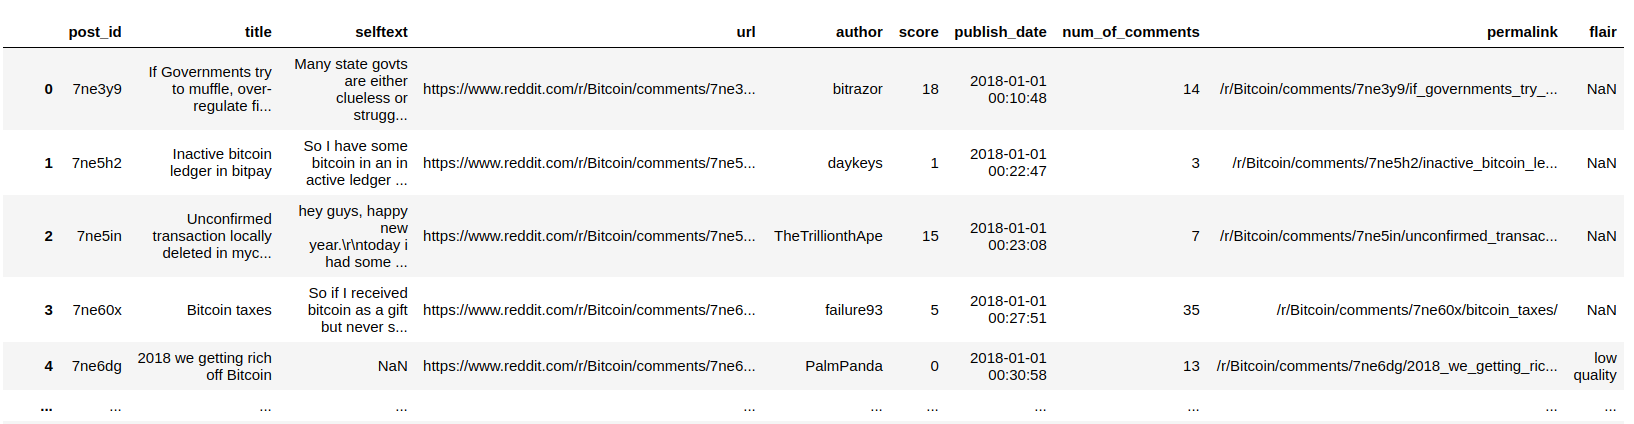 post_id title selftext url author score publish_date num_of_comments permalink flair
0 7ne3y9 If Governments try to muffle, over-regulate fi... Many state govts are either clueless or strugg... https://www.reddit.com/r/Bitcoin/comments/7ne3... bitrazor 18 2018-01-01 00:10:48 14 /r/Bitcoin/comments/7ne3y9/if_governments_try_... NaN
1 7ne5h2 Inactive bitcoin ledger in bitpay So I have some bitcoin in an in active ledger ... https://www.reddit.com/r/Bitcoin/comments/7ne5... daykeys 1 2018-01-01 00:22:47 3 /r/Bitcoin/comments/7ne5h2/inactive_bitcoin_le... NaN
2 7ne5in Unconfirmed transaction locally deleted in myc... hey guys, happy new year.\r\ntoday i had some ... https://www.reddit.com/r/Bitcoin/comments/7ne5... TheTrillionthApe 15 2018-01-01 00:23:08 7 /r/Bitcoin/comments/7ne5in/unconfirmed_transac... NaN
3 7ne60x Bitcoin taxes So if I received bitcoin as a gift but never s... https://www.reddit.com/r/Bitcoin/comments/7ne6... failure93 5 2018-01-01 00:27:51 35 /r/Bitcoin/comments/7ne60x/bitcoin_taxes/ NaN
4 7ne6dg 2018 we getting rich off Bitcoin NaN https://www.reddit.com/r/Bitcoin/comments/7ne6... PalmPanda 0 2018-01-01 00:30:58 13 /r/Bitcoin/comments/7ne6dg/2018_we_getting_ric... low quality
... ... ... ... ... ... ... ... ... ... ...